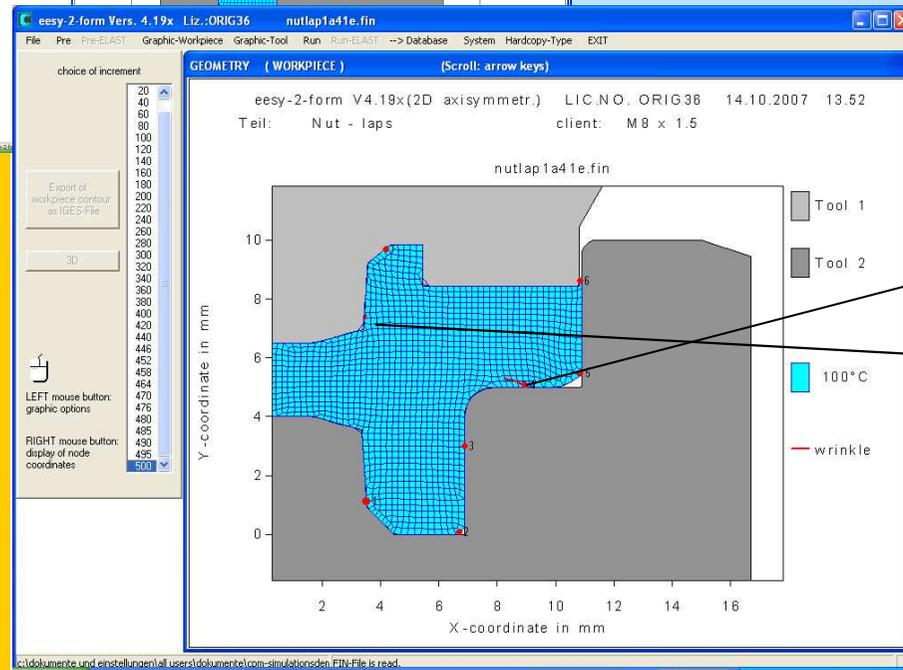 eesy-2-form Vers. 4.19x Liz.:ORIG36 nutlap1a41e.fin
File Pre Pre-ELAST Graphic-Workpiece Graphic-Tool Run Run-ELAST --> Database System Hardcopy-Type EXIT
choice of increment
20
40
60
80
100
120
140
160
180
200
220
240
260
280
300
320
340
360
380
400
420
440
446
452
458
464
470
476
480
485
490
495
500
Export of
workpiece contour
as IGES-File
3D
LEFT mouse button:
graphic options
RIGHT mouse button:
display of node
coordinates
GEOMETRY ( WORKPIECE ) (Scroll: arrow keys)
eesy-2-form V4.19x(2D axisymmetr.) LIC.NO. ORIG36 14.10.2007 13.52
Teil: Nut - laps client: M8 x 1.5
nutlap1a41e.fin
Y-coordinate in mm
10
8
6
4
2
0
6
5
3
2
2 4 6 8 10 12 14 16
X-coordinate in mm
Tool 1
Tool 2
100°C
wrinkle
c:\dokumente und einstellungen\all users\dokumente\cpm-simulationsden FIN-File is read.